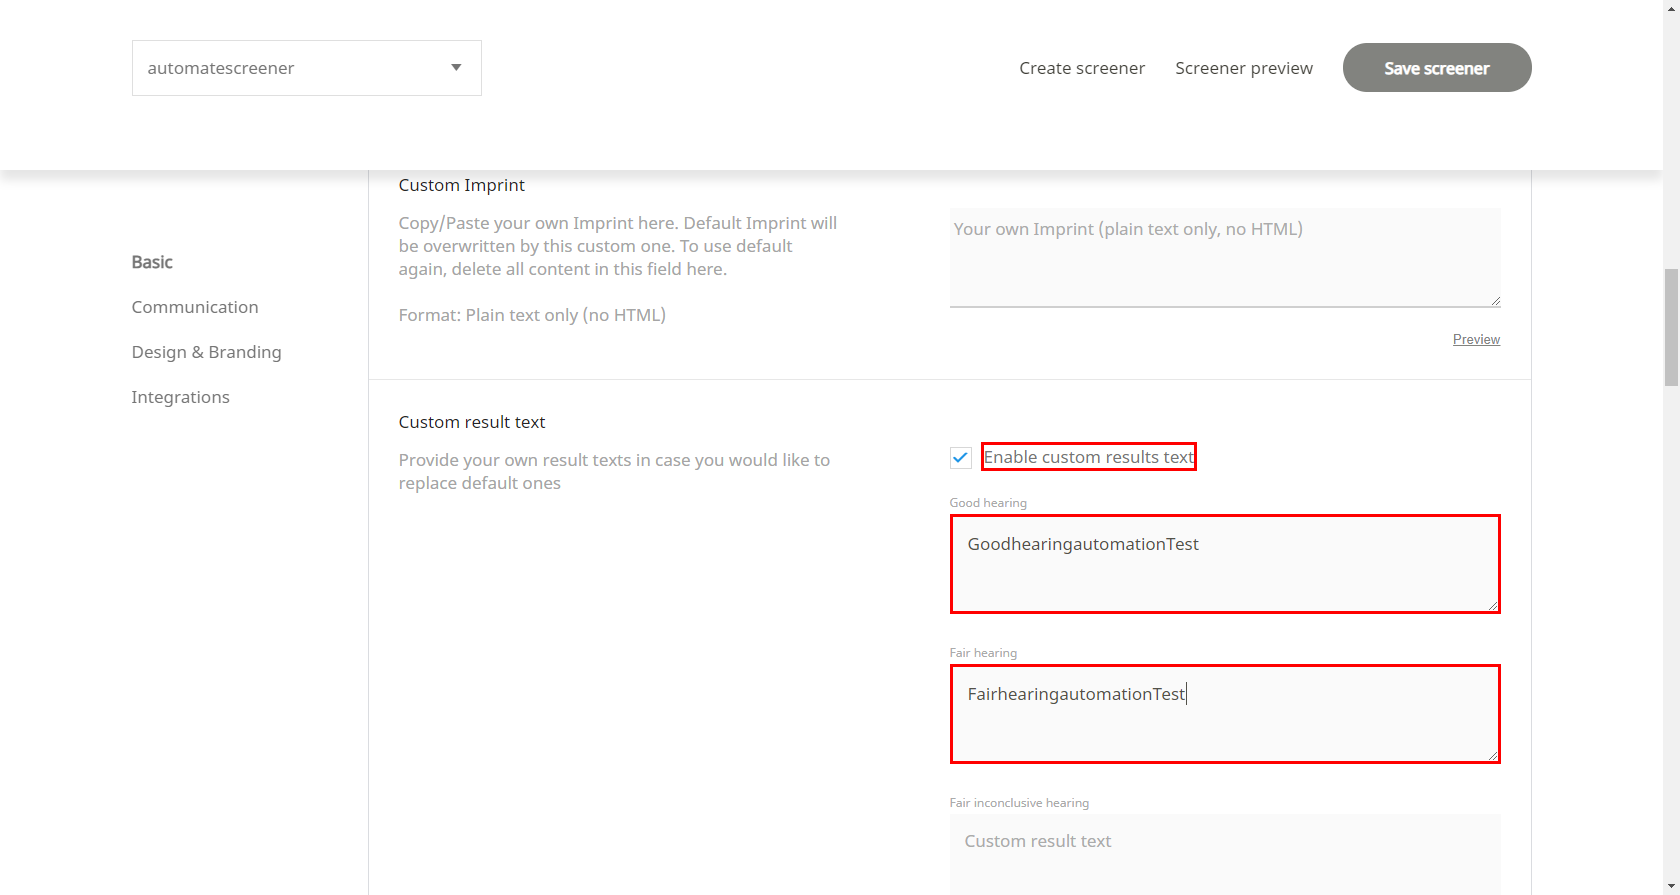 automatescreener
Create screener
Screener preview
Save screener
Basic
Communication
Design & Branding
Integrations
Custom Imprint
Copy/Paste your own Imprint here. Default Imprint will
be overwritten by this custom one. To use default
again, delete all content in this field here.
Format: Plain text only (no HTML)
Your own Imprint (plain text only, no HTML)
Preview
Custom result text
Provide your own result texts in case you would like to
replace default ones
Enable custom results text
Good hearing
GoodhearingautomationTest
Fair hearing
FairhearingautomationTest
Fair inconclusive hearing
Custom result text